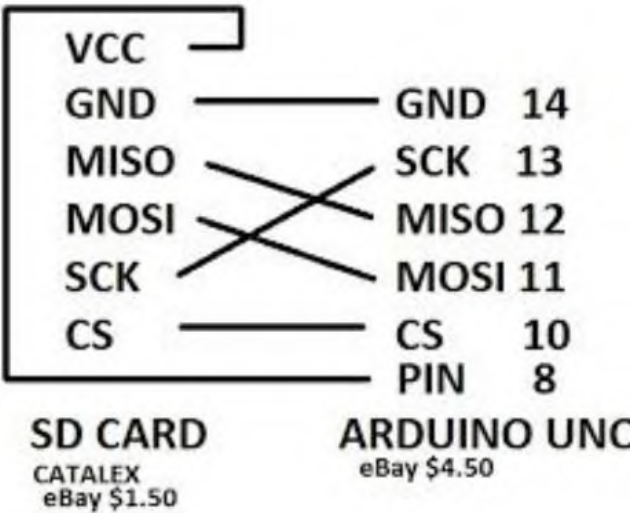 VCC
GND GND 14
MISO SCK 13
MOSI MISO 12
SCK MOSI 11
CS CS 10
PIN 8
SD CARD ARDUINO UNO
CATALEX eBay $4.50
eBay $1.50